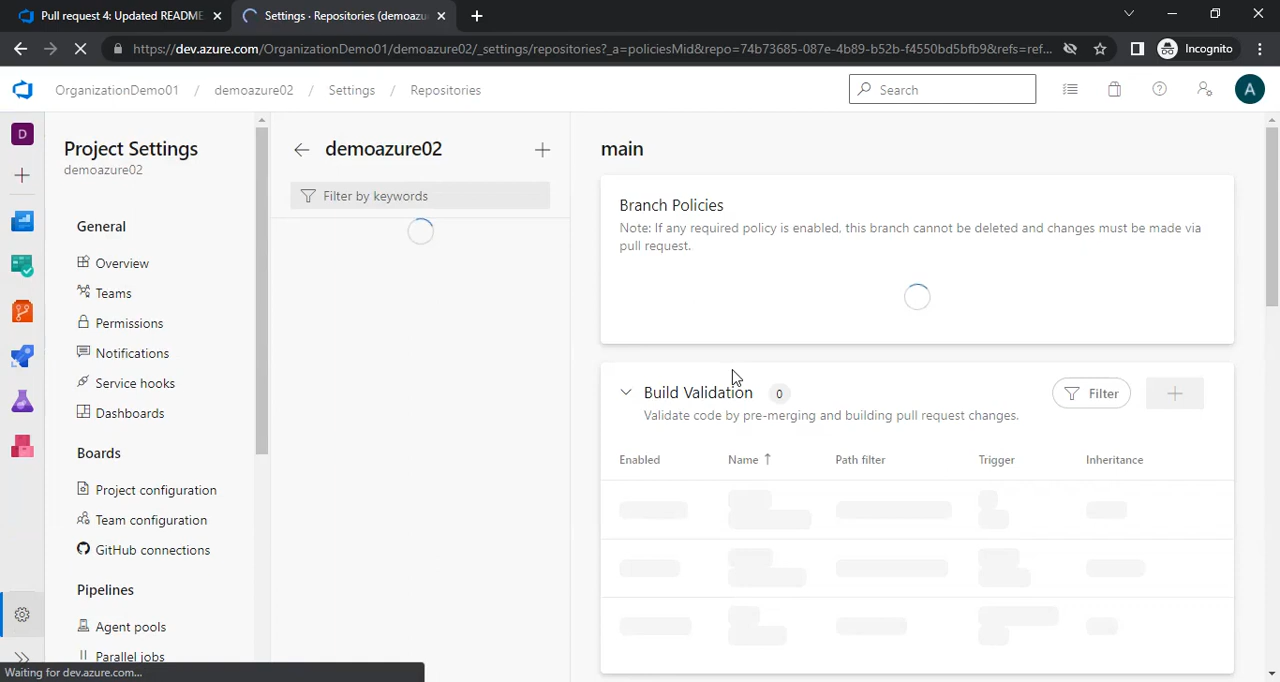 Pull request 4: Updated README
Settings · Repositories (demoazu
https://dev.azure.com/OrganizationDemo01/demoazure02/_settings/repositories?_a=policiesMid&repo=74b73685-087e-4b89-b52b-f4550bd5bfb9&refs=ref...
Incognito
OrganizationDemo01 / demoazure02 / Settings / Repositories
Search
A
D
Project Settings
demoazure02
General
Overview
Teams
Permissions
Notifications
Service hooks
Dashboards
Boards
Project configuration
Team configuration
GitHub connections
Pipelines
Agent pools
Parallel jobs
Waiting for dev.azure.com...
demoazure02
Filter by keywords
main
Branch Policies
Note: If any required policy is enabled, this branch cannot be deleted and changes must be made via
pull request.
Build Validation 0
Filter
Validate code by pre-merging and building pull request changes.
Enabled Name Path filter Trigger Inheritance